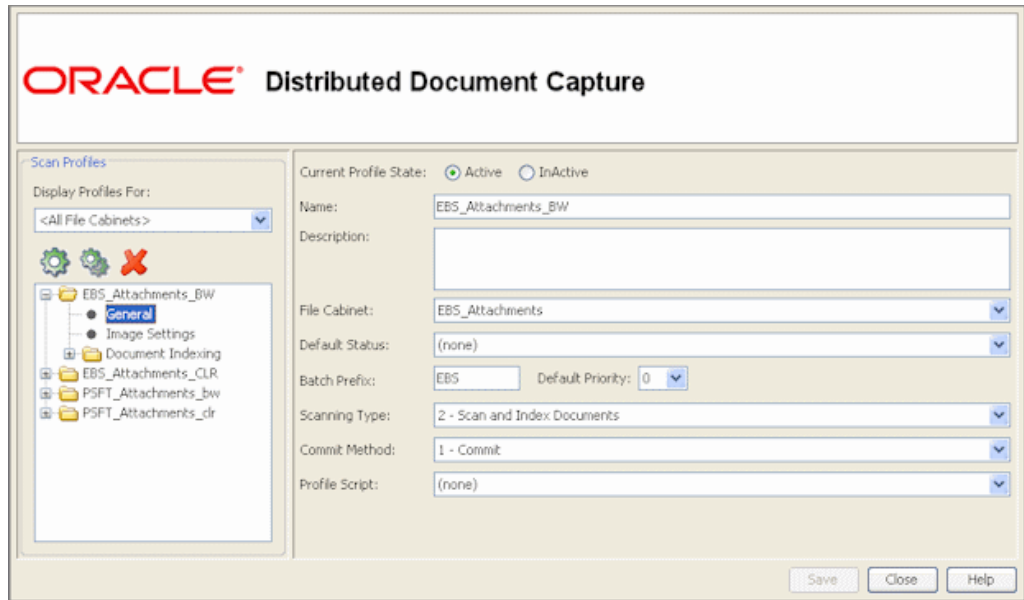 ORACLE® Distributed Document Capture
Scan Profiles
Display Profiles For:
<All File Cabinets>
EBS_Attachments_BW
General
Image Settings
Document Indexing
EBS_Attachments_CLR
PSFT_Attachments_bw
PSFT_Attachments_clr
Current Profile State: Active InActive
Name: EBS_Attachments_BW
Description:
File Cabinet: EBS_Attachments
Default Status: (none)
Batch Prefix: EBS Default Priority: 0
Scanning Type: 2 - Scan and Index Documents
Commit Method: 1 - Commit
Profile Script: (none)
Save Close Help